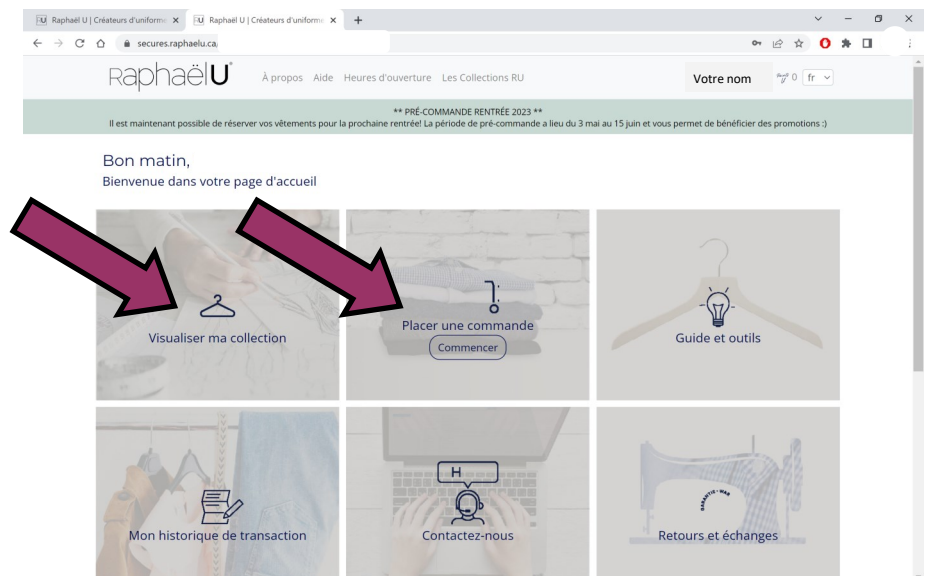 Raphaël U | Créateurs d'uniforme
Raphaël U | Créateurs d'uniforme
secures.raphaelu.ca/
RaphaëlU
À propos Aide Heures d'ouverture Les Collections RU
Votre nom
0 fr
** PRÉ-COMMANDE RENTRÉE 2023 **
Il est maintenant possible de réserver vos vêtements pour la prochaine rentrée! La période de pré-commande a lieu du 3 mai au 15 juin et vous permet de bénéficier des promotions :)
Bon matin,
Bienvenue dans votre page d'accueil
Visualiser ma collection
Placer une commande
Commencer
Guide et outils
Mon historique de transaction
H
Contactez-nous
Retours et échanges